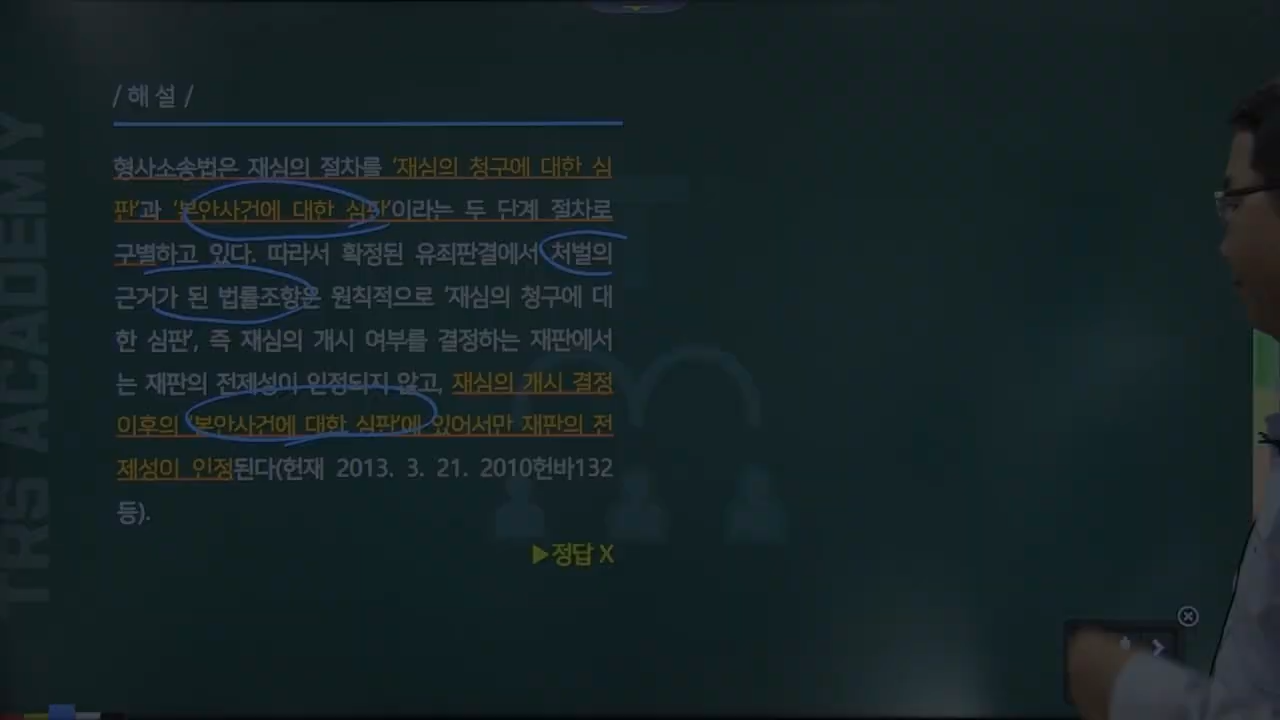 / 해 설 /
형사소송법은 재심의 절차를 '재심의 청구에 대한 심
판'과 '본안사건에 대한 심판'이라는 두 단계 절차로
구별하고 있다. 따라서 확정된 유죄판결에서 처벌의
근거가 된 법률조항은 원칙적으로 '재심의 청구에 대
한 심판', 즉 재심의 개시 여부를 결정하는 재판에서
는 재판의 전제성이 인정되지 않고, 재심의 개시 결정
이후의 '본안사건에 대한 심판'에 있어서만 재판의 전
제성이 인정된다(헌재 2013. 3. 21. 2010헌바132
등).
▶정답 X
TRS ACADEMY